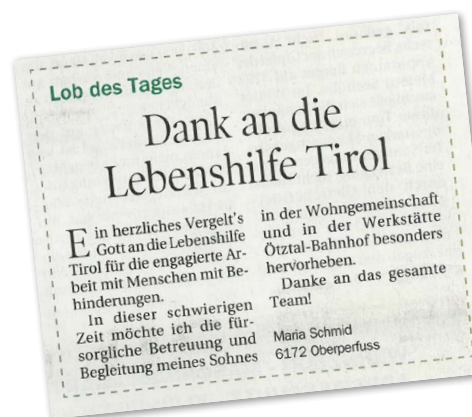 Lob des Tages
Dank an die
Lebenshilfe Tirol
Ein herzliches Vergelt's
Gott an die Lebenshilfe
Tirol für die engagierte Ar-
beit mit Menschen mit Be-
hinderungen.
In dieser schwierigen
Zeit möchte ich die für-
sorgliche Betreuung und
Begleitung meines Sohnes
in der Wohngemeinschaft
und in der Werkstätte
Ötztal-Bahnhof besonders
hervorheben.
Danke an das gesamte
Team!
Maria Schmid
6172 Oberperfuss